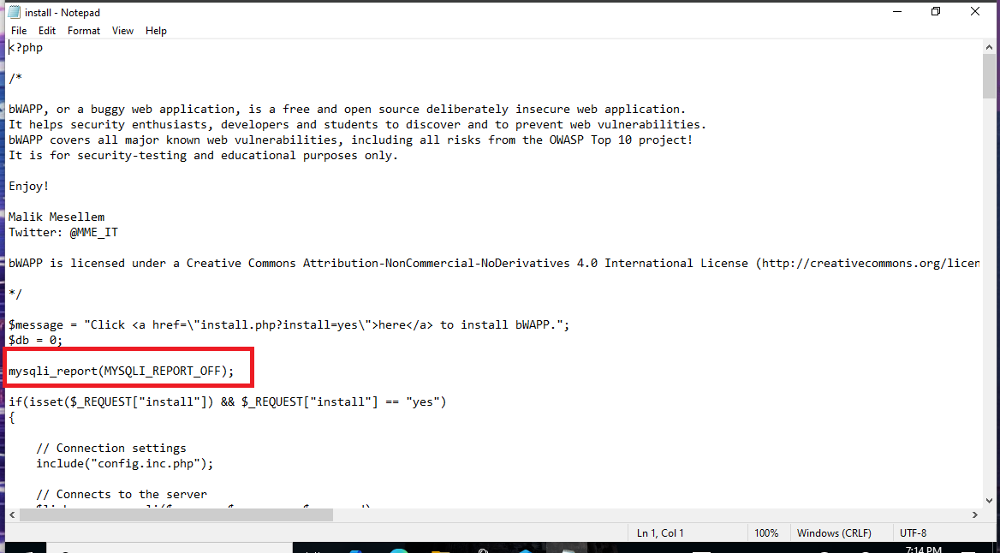 install - Notepad
File Edit Format View Help
<?php
/*
bWAPP, or a buggy web application, is a free and open source deliberately insecure web application.
It helps security enthusiasts, developers and students to discover and to prevent web vulnerabilities.
bWAPP covers all major known web vulnerabilities, including all risks from the OWASP Top 10 project!
It is for security-testing and educational purposes only.
Enjoy!
Malik Mesellem
Twitter: @MME_IT
bWAPP is licensed under a Creative Commons Attribution-NonCommercial-NoDerivatives 4.0 International License (http://creativecommons.org/licen
*/
$message = "Click <a href=\"install.php?install=yes\">here</a> to install bWAPP.";
$db = 0;
mysqli_report(MYSQLI_REPORT_OFF);
if(isset($_REQUEST["install"]) && $_REQUEST["install"] == "yes")
{
// Connection settings
include("config.inc.php");
// Connects to the server
Ln 1, Col 1 100% Windows (CRLF) UTF-8
7:14 PM